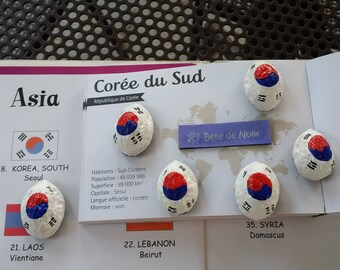 Asia
8. KOREA, SOUTH
Seoul
21. LAOS
Vientiane
22. LEBANON
Beirut
35. SYRIA
Damascus
Corée du Sud
République de Corée
Belle de Noix
Habitants : Sud-Coréens
Population : 49 039 986
Superficie : 99 000 km²
Capitale : Séoul
Langue officielle : coréen
Monnaie : won